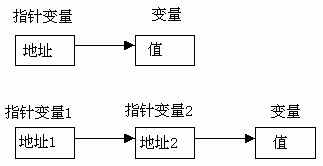 指针变量 变量
地址 值
指针变量1 指针变量2 变量
地址1 地址2 值